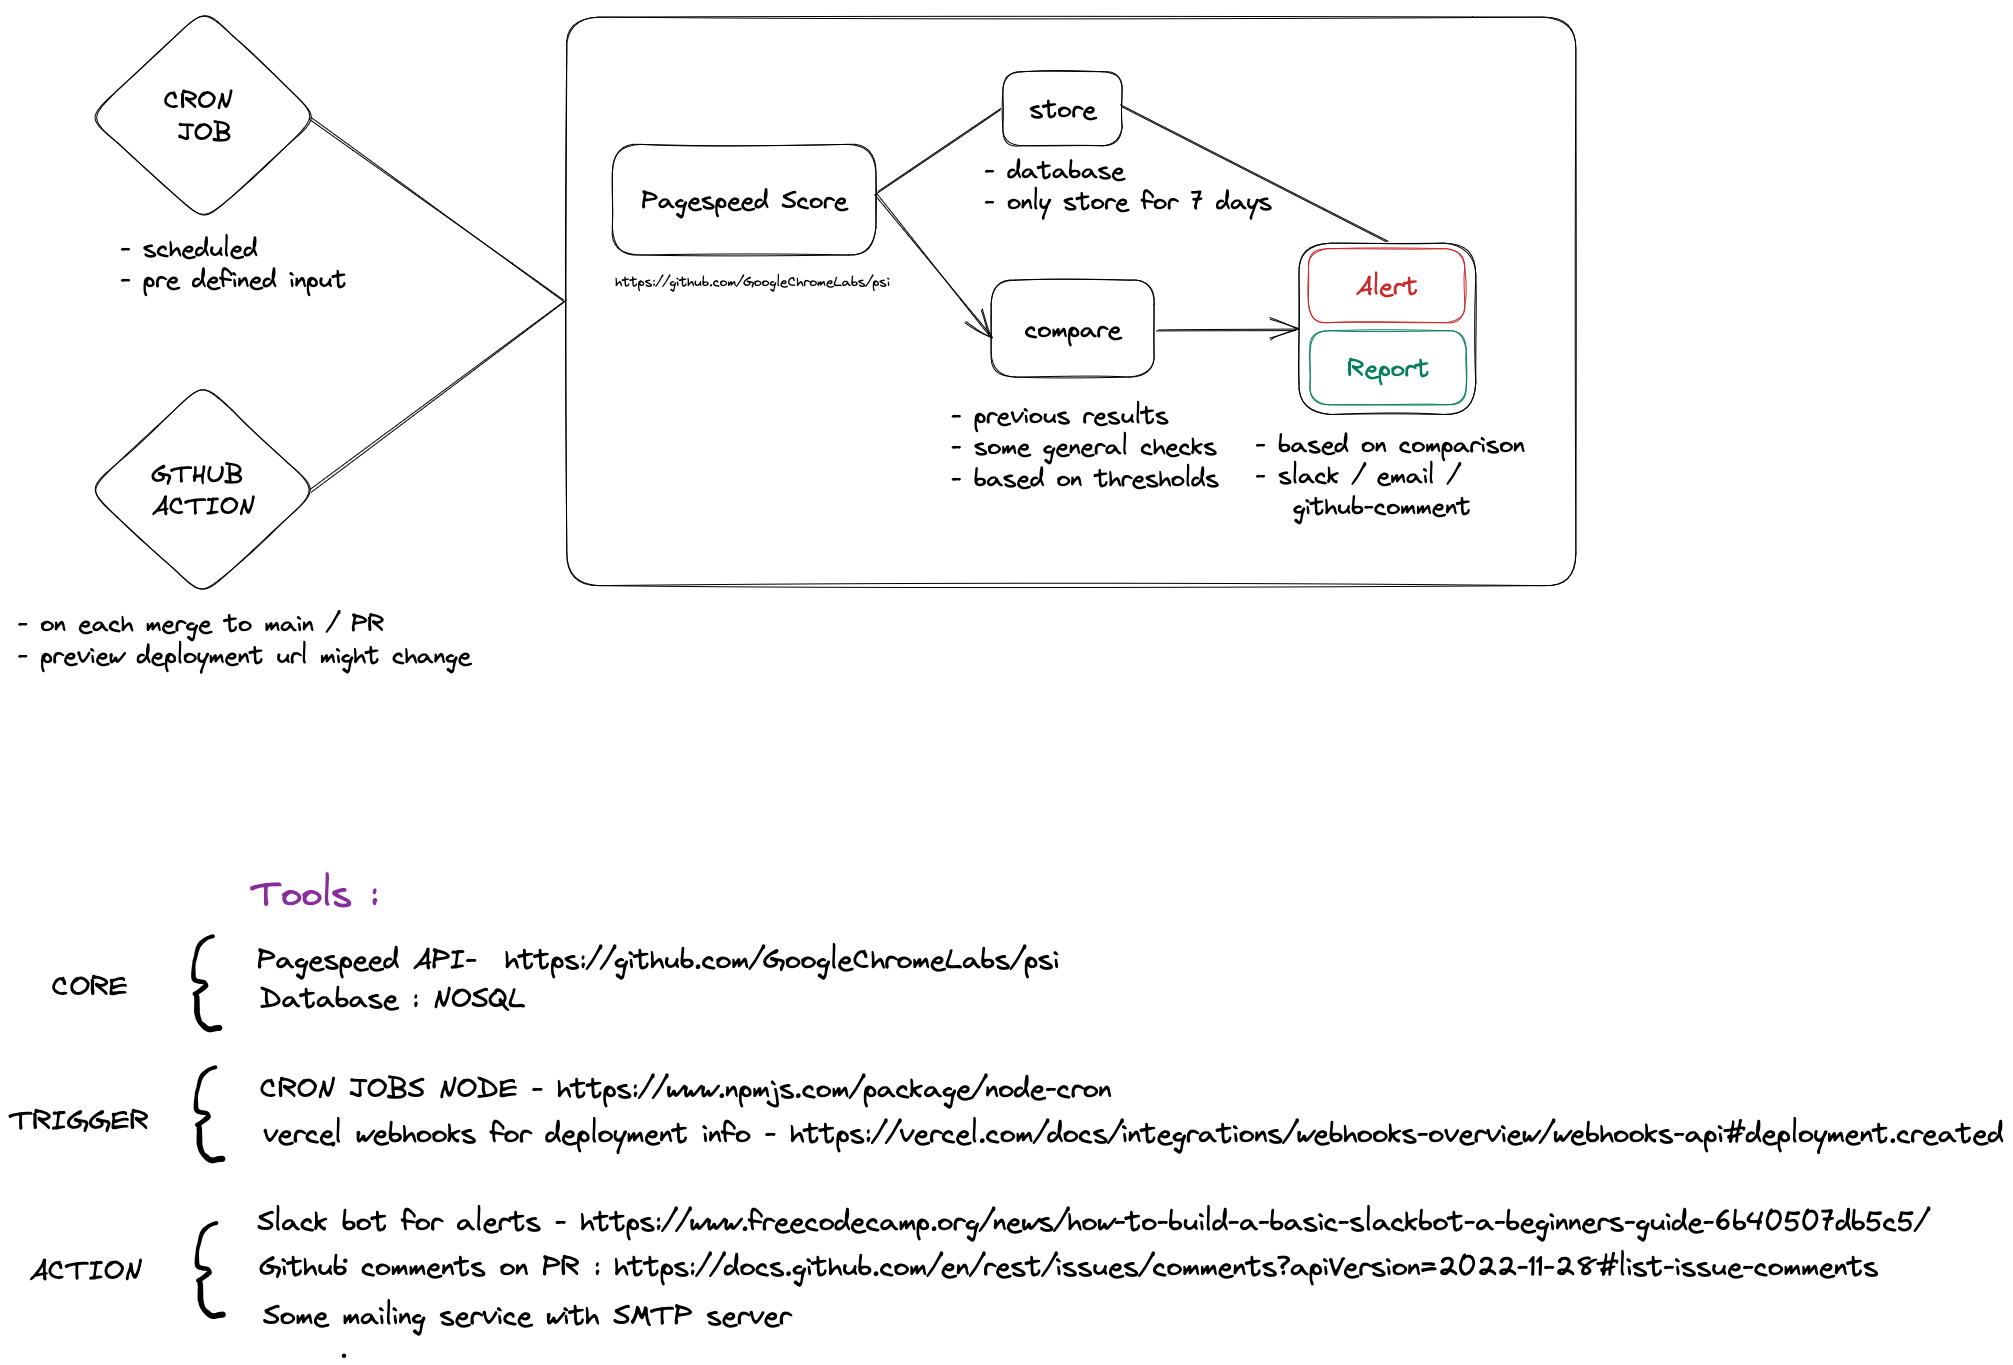 CRON
JOB
- scheduled
- pre defined input
GTHUB
ACTION
- on each merge to main / PR
- preview deployment url might change
Pagespeed Score
https://github.com/GoogleChromeLabs/psi
store
- database
- only store for 7 days
compare
- previous results
- some general checks
- based on thresholds
Alert
Report
- based on comparison
- slack / email /
github-comment
Tools :
CORE
Pagespeed API- https://github.com/GoogleChromeLabs/psi
Database : NOSQL
TRIGGER
CRON JOBS NODE - https://www.npmjs.com/package/node-cron
vercel webhooks for deployment info - https://vercel.com/docs/integrations/webhooks-overview/webhooks-api#deployment.created
ACTION
Slack bot for alerts - https://www.freecodecamp.org/news/how-to-build-a-basic-slackbot-a-beginners-guide-6b40507db5c5/
Github comments on PR : https://docs.github.com/en/rest/issues/comments?apiVersion=2022-11-28#list-issue-comments
Some mailing service with SMTP server
.